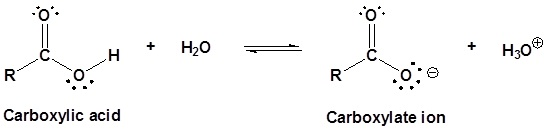 O
C
R
O
H
+
H₂O
O
C
R
O
⊖
+
H₃O⊕
Carboxylic acid
Carboxylate ion